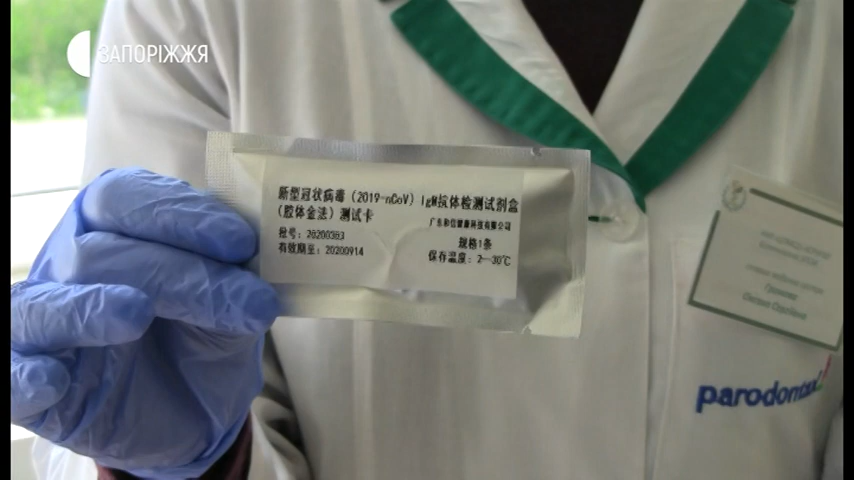 ЗАПОРІЖЖЯ
新型冠状病毒（2019-nCoV）IgM抗体检测试剂盒
（胶体金法）测试卡
广东和信健康科技有限公司
批号：20200303
规格1条
有效期至：20200914
保存温度：2—30℃
parodontax